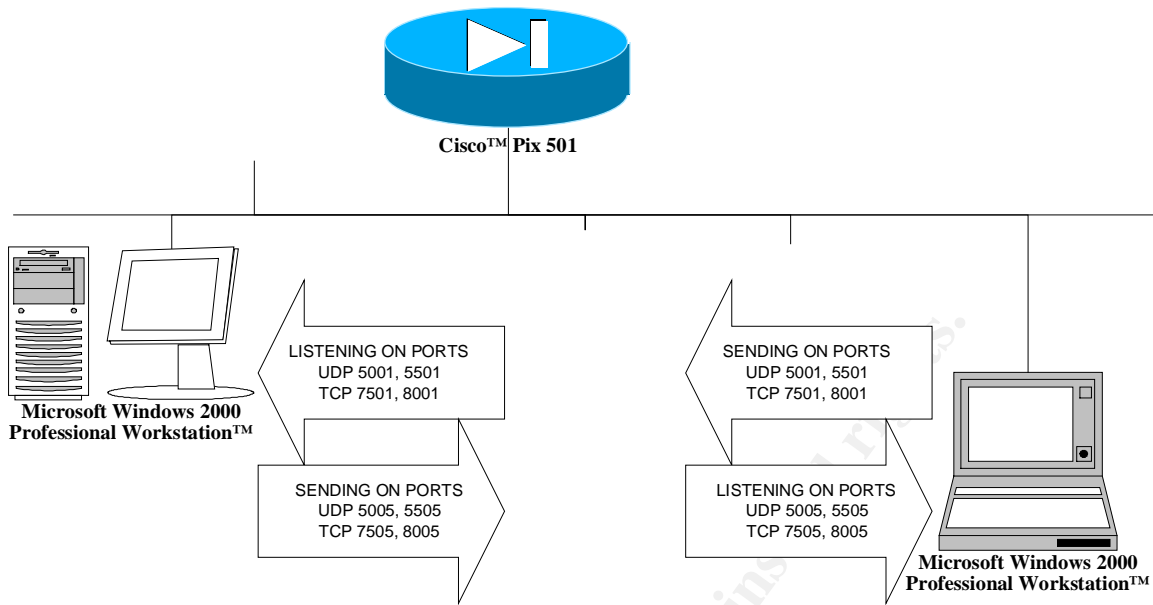 Cisco™ Pix 501
LISTENING ON PORTS
UDP 5001, 5501
TCP 7501, 8001
SENDING ON PORTS
UDP 5001, 5501
TCP 7501, 8001
Microsoft Windows 2000
Professional Workstation™
SENDING ON PORTS
UDP 5005, 5505
TCP 7505, 8005
LISTENING ON PORTS
UDP 5005, 5505
TCP 7505, 8005
Microsoft Windows 2000
Professional Workstation™
rights.